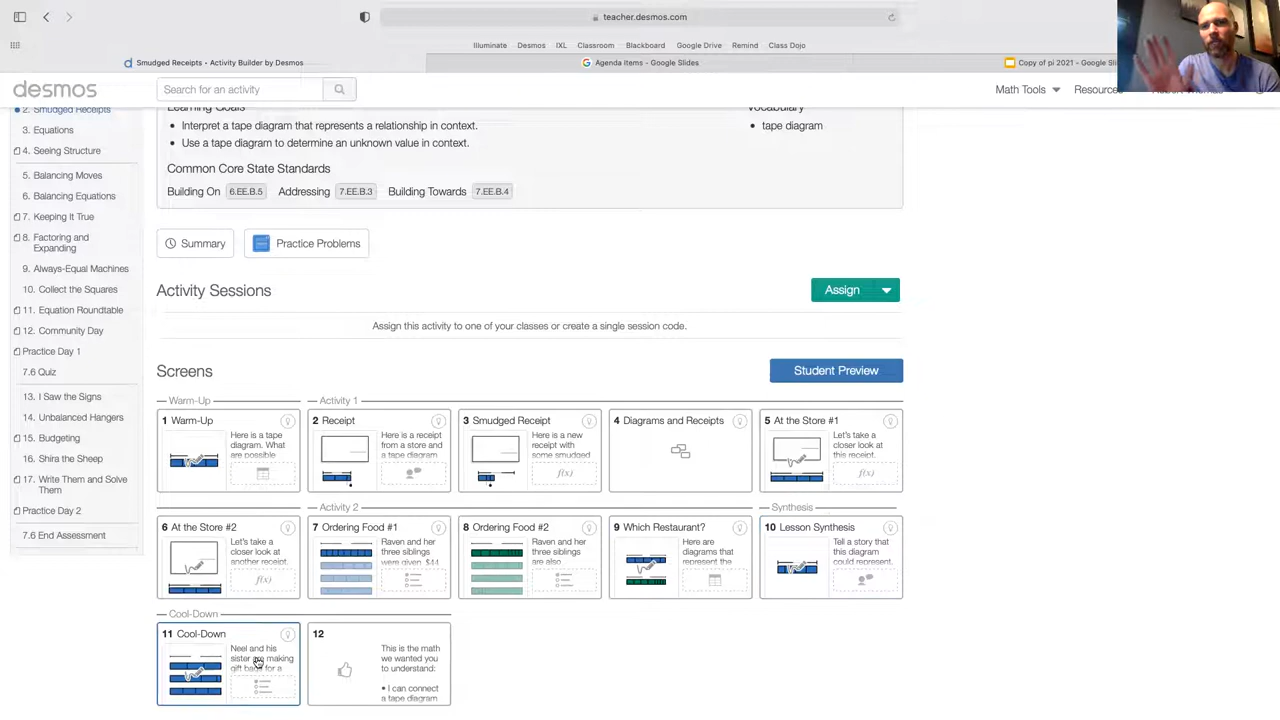 teacher.desmos.com
Illuminate Desmos IXL Classroom Blackboard Google Drive Remind Class Dojo
Smudged Receipts • Activity Builder by Desmos
Agenda Items - Google Slides
Copy of pi 2021 - Google Sli
desmos
Search for an activity
Math Tools
Resources
2. Smudged Receipts
3. Equations
4. Seeing Structure
5. Balancing Moves
6. Balancing Equations
7. Keeping It True
8. Factoring and
Expanding
9. Always-Equal Machines
10. Collect the Squares
11. Equation Roundtable
12. Community Day
Practice Day 1
7.6 Quiz
13. I Saw the Signs
14. Unbalanced Hangers
15. Budgeting
16. Shira the Sheep
17. Write Them and Solve
Them
Practice Day 2
7.6 End Assessment
Learning Goals
• Interpret a tape diagram that represents a relationship in context.
• Use a tape diagram to determine an unknown value in context.
Vocabulary
• tape diagram
Common Core State Standards
Building On 6.EE.B.5 Addressing 7.EE.B.3 Building Towards 7.EE.B.4
Summary
Practice Problems
Activity Sessions
Assign
Assign this activity to one of your classes or create a single session code.
Screens
Student Preview
Warm-Up
Activity 1
1 Warm-Up
Here is a tape
diagram. What
are possible
2 Receipt
Here is a receipt
from a store and
a tape diagram
3 Smudged Receipt
Here is a new
receipt with
some smudged
f(x)
4 Diagrams and Receipts
5 At the Store #1
Let's take a
closer look at
this receipt.
f(x)
Activity 2
Synthesis
6 At the Store #2
Let's take a
closer look at
another receipt.
f(x)
7 Ordering Food #1
Raven and her
three siblings
were given $44
8 Ordering Food #2
Raven and her
three siblings
are also
9 Which Restaurant?
Here are
diagrams that
represent the
10 Lesson Synthesis
Tell a story that
this diagram
could represent.
Cool-Down
11 Cool-Down
Neel and his
sister are making
gift bags for a
12
This is the math
we wanted you
to understand:
• I can connect
a tape diagram